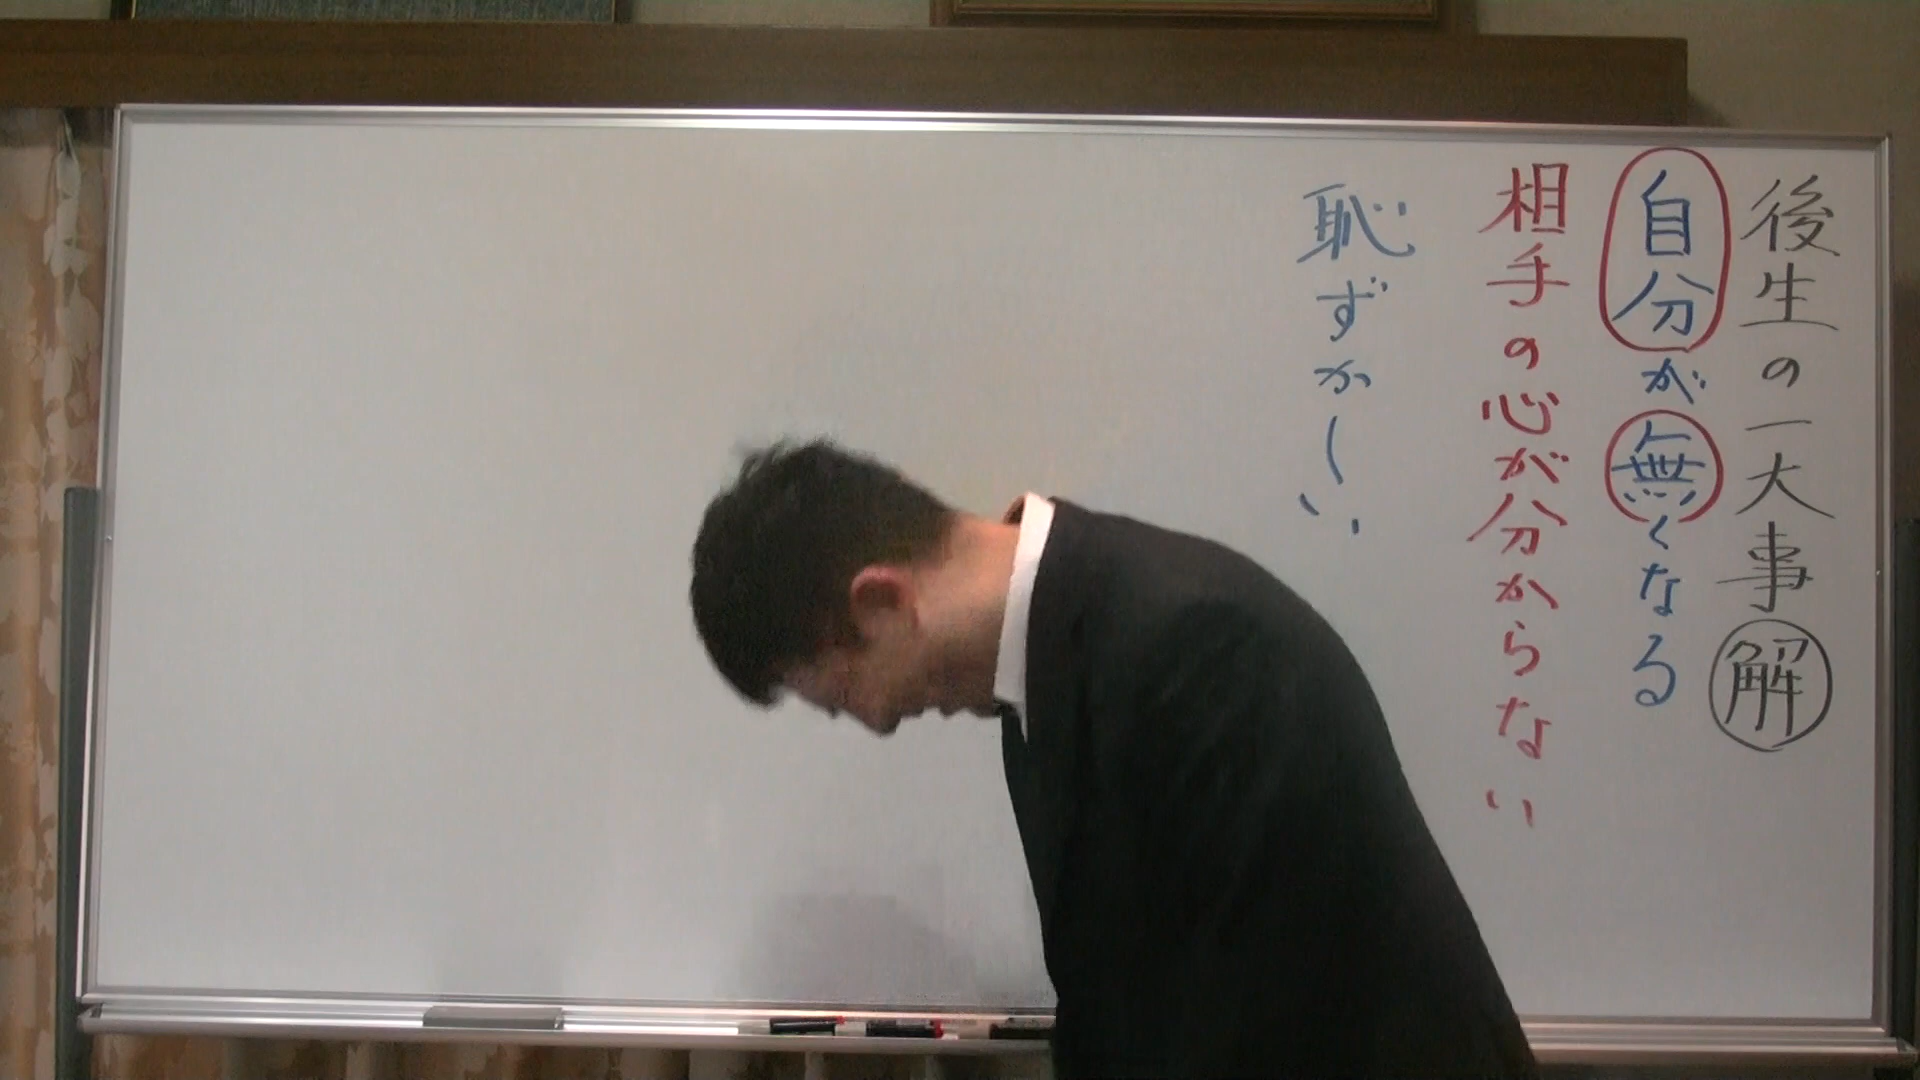 後生の一大事解
自分が無くなる
相手の心が分からない
恥ずかしい